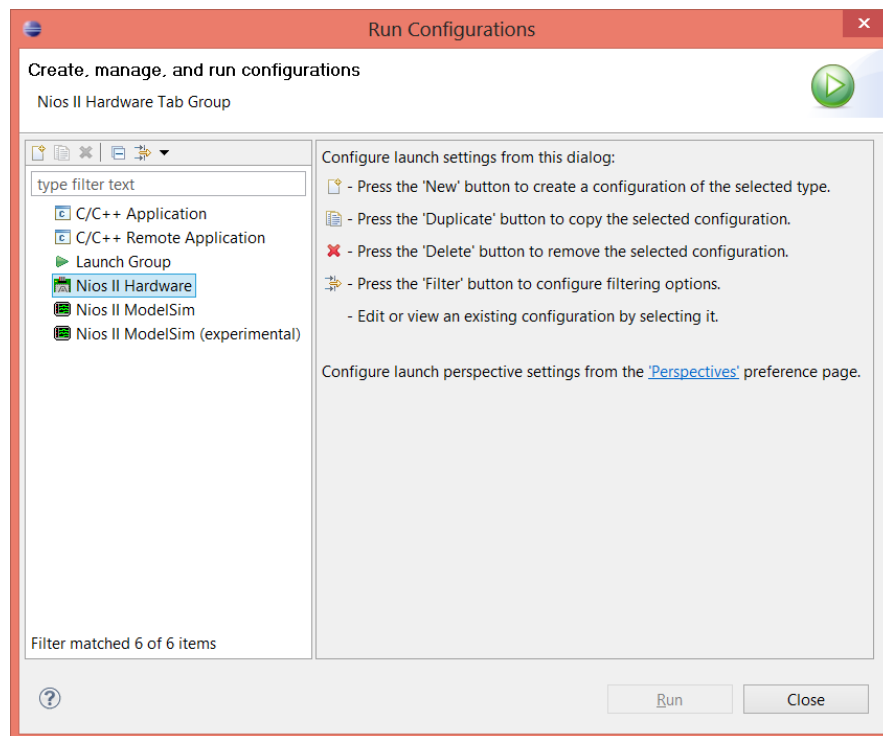 Run Configurations
Create, manage, and run configurations
Nios II Hardware Tab Group
type filter text
C/C++ Application
C/C++ Remote Application
Launch Group
Nios II Hardware
Nios II ModelSim
Nios II ModelSim (experimental)
Filter matched 6 of 6 items
Configure launch settings from this dialog:
- Press the 'New' button to create a configuration of the selected type.
- Press the 'Duplicate' button to copy the selected configuration.
- Press the 'Delete' button to remove the selected configuration.
- Press the 'Filter' button to configure filtering options.
- Edit or view an existing configuration by selecting it.
Configure launch perspective settings from the 'Perspectives' preference page.
Run
Close